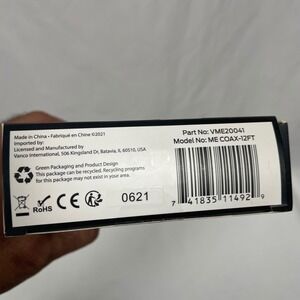 Made in China • Fabriqué en Chine ©2021
Imported by:
Licensed and Manufactured by
Vanco International, 506 Kingsland Dr, Batavia, IL 60510, USA
Green Packaging and Product Design
This package can be recycled. Recycling programs
for this package may not exist in your area.
RoHS
CE
0621
Part No: VME20041
Model No: ME COAX-12FT
7 41835 11492 9